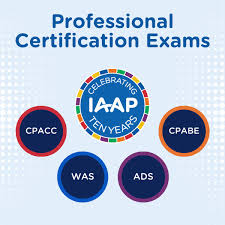 Professional
Certification Exams
CELEBRATING
IAAP
TEN YEARS
CPACC
CPABE
WAS
ADS